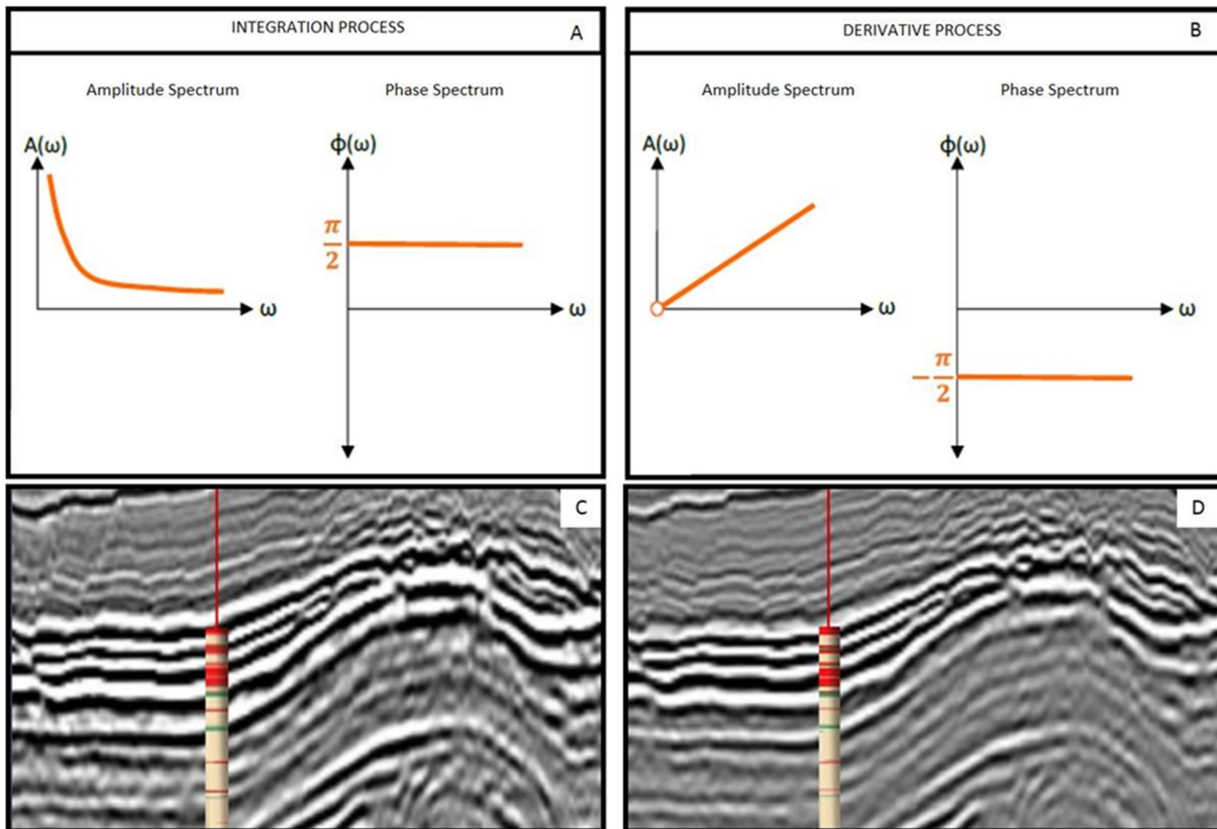 INTEGRATION PROCESS
A
Amplitude Spectrum
Phase Spectrum
A(ω)
ω
ϕ(ω)
π
2
ω
DERIVATIVE PROCESS
B
Amplitude Spectrum
Phase Spectrum
A(ω)
ω
ϕ(ω)
ω
− π
2
C
D